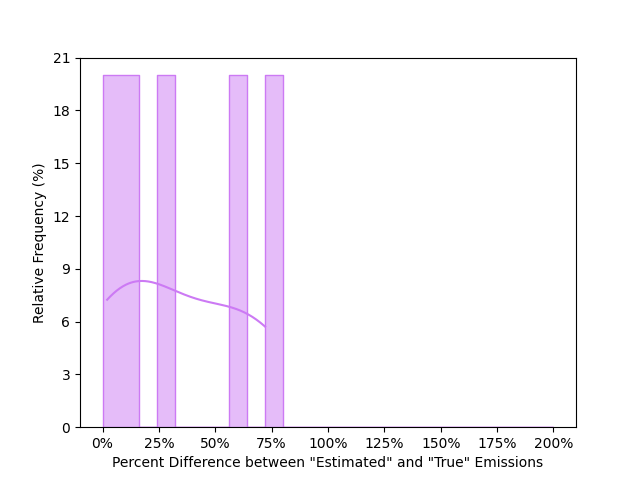 21
18
15
12
9
6
3
0
Relative Frequency (%)
0% 25% 50% 75% 100% 125% 150% 175% 200%
Percent Difference between "Estimated" and "True" Emissions